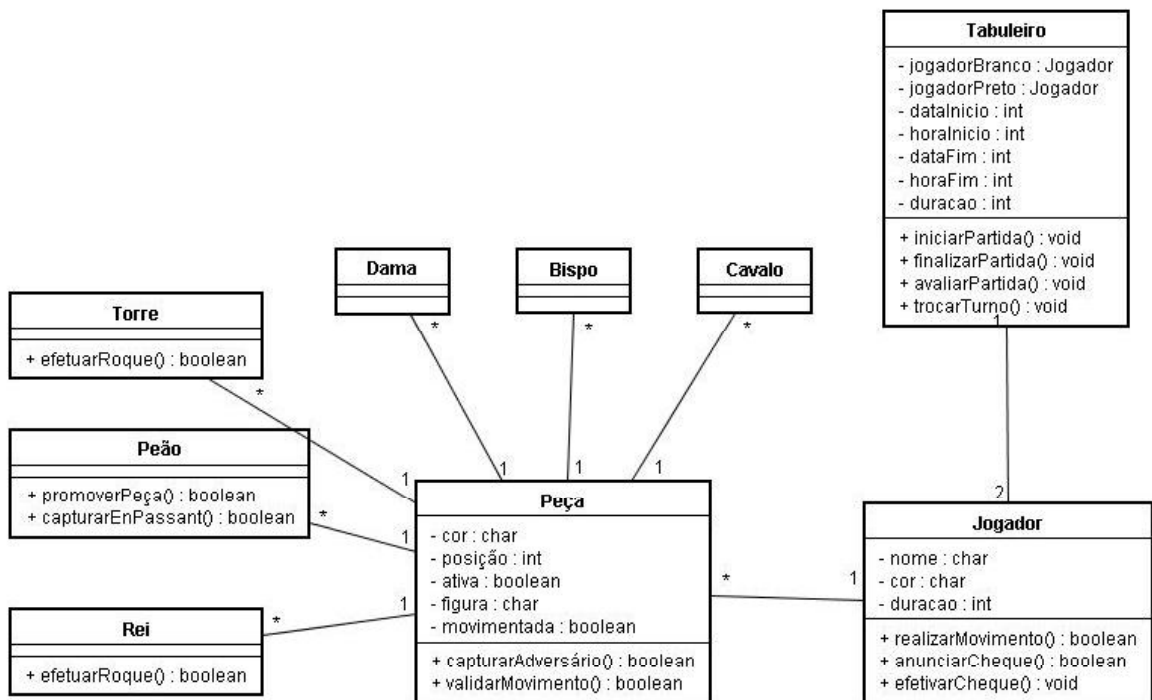 Tabuleiro
- jogadorBranco : Jogador
- jogadorPreto : Jogador
- dataInicio : int
- horaInicio : int
- dataFim : int
- horaFim : int
- duracao : int
+ iniciarPartida() : void
+ finalizarPartida() : void
+ avaliarPartida() : void
+ trocarTurno() : void
1
Dama
*
Bispo
*
Cavalo
*
Torre
+ efetuarRoque() : boolean
*
Peão
+ promoverPeça() : boolean
+ capturarEnPassant() : boolean
*
Rei
+ efetuarRoque() : boolean
*
1
1
1
1
1
1
Peça
- cor : char
- posição : int
- ativa : boolean
- figura : char
- movimentada : boolean
+ capturarAdversário() : boolean
+ validarMovimento() : boolean
*
1
2
Jogador
- nome : char
- cor : char
- duracao : int
+ realizarMovimento() : boolean
+ anunciarCheque() : boolean
+ efetivarCheque() : void